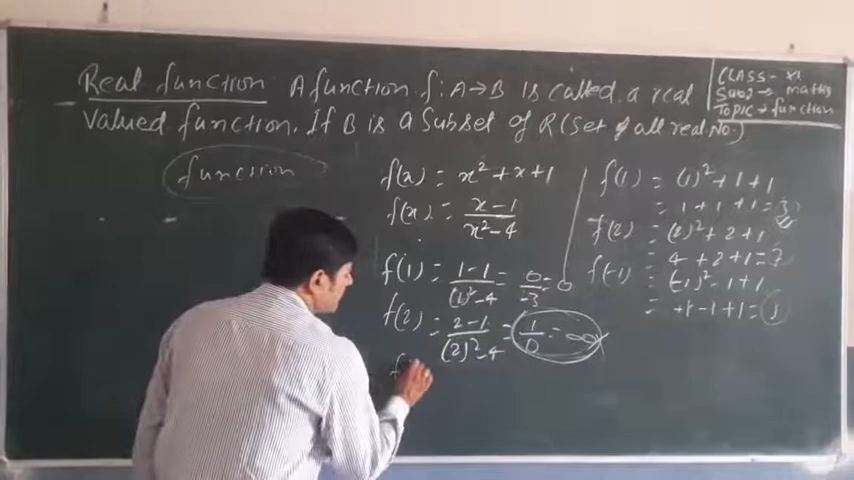 Real function A function f: A→B is called a real
valued function. If B is a subset of R (Set of all real No.)
CLASS - XI
Sub → maths
Topic → function
function
f(x) = x² + x + 1
f(x) = x-1 / x²-4
f(1) = 1-1 / (1)²-4 = 0 / -3 = 0
f(2) = 2-1 / (2)²-4 = 1/0 = ∞
f(1) = (1)² + 1 + 1
= 1 + 1 + 1 = 3
f(2) = (2)² + 2 + 1
= 4 + 2 + 1 = 7
f(-1) = (-1)² - 1 + 1
= +1 - 1 + 1 = 1